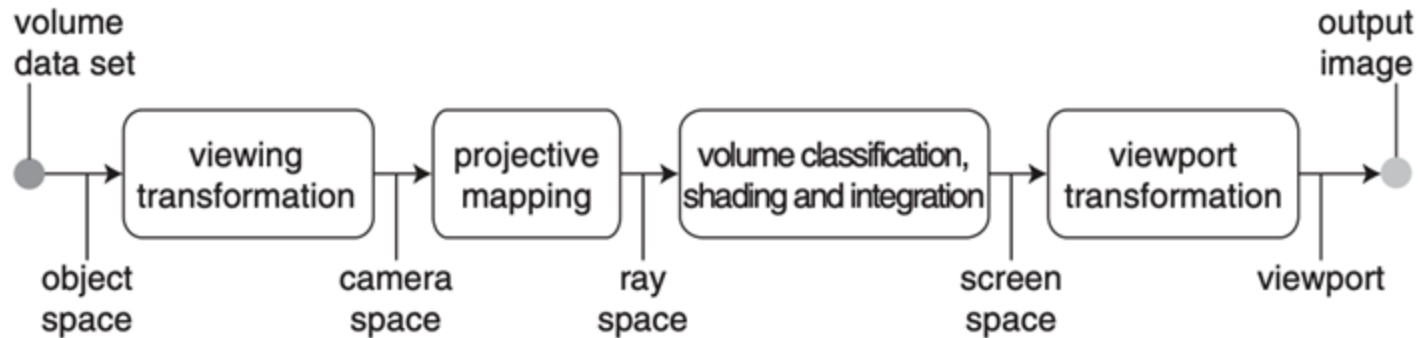 volume
data set
output
image
viewing
transformation
projective
mapping
volume classification,
shading and integration
viewport
transformation
object
space
camera
space
ray
space
screen
space
viewport